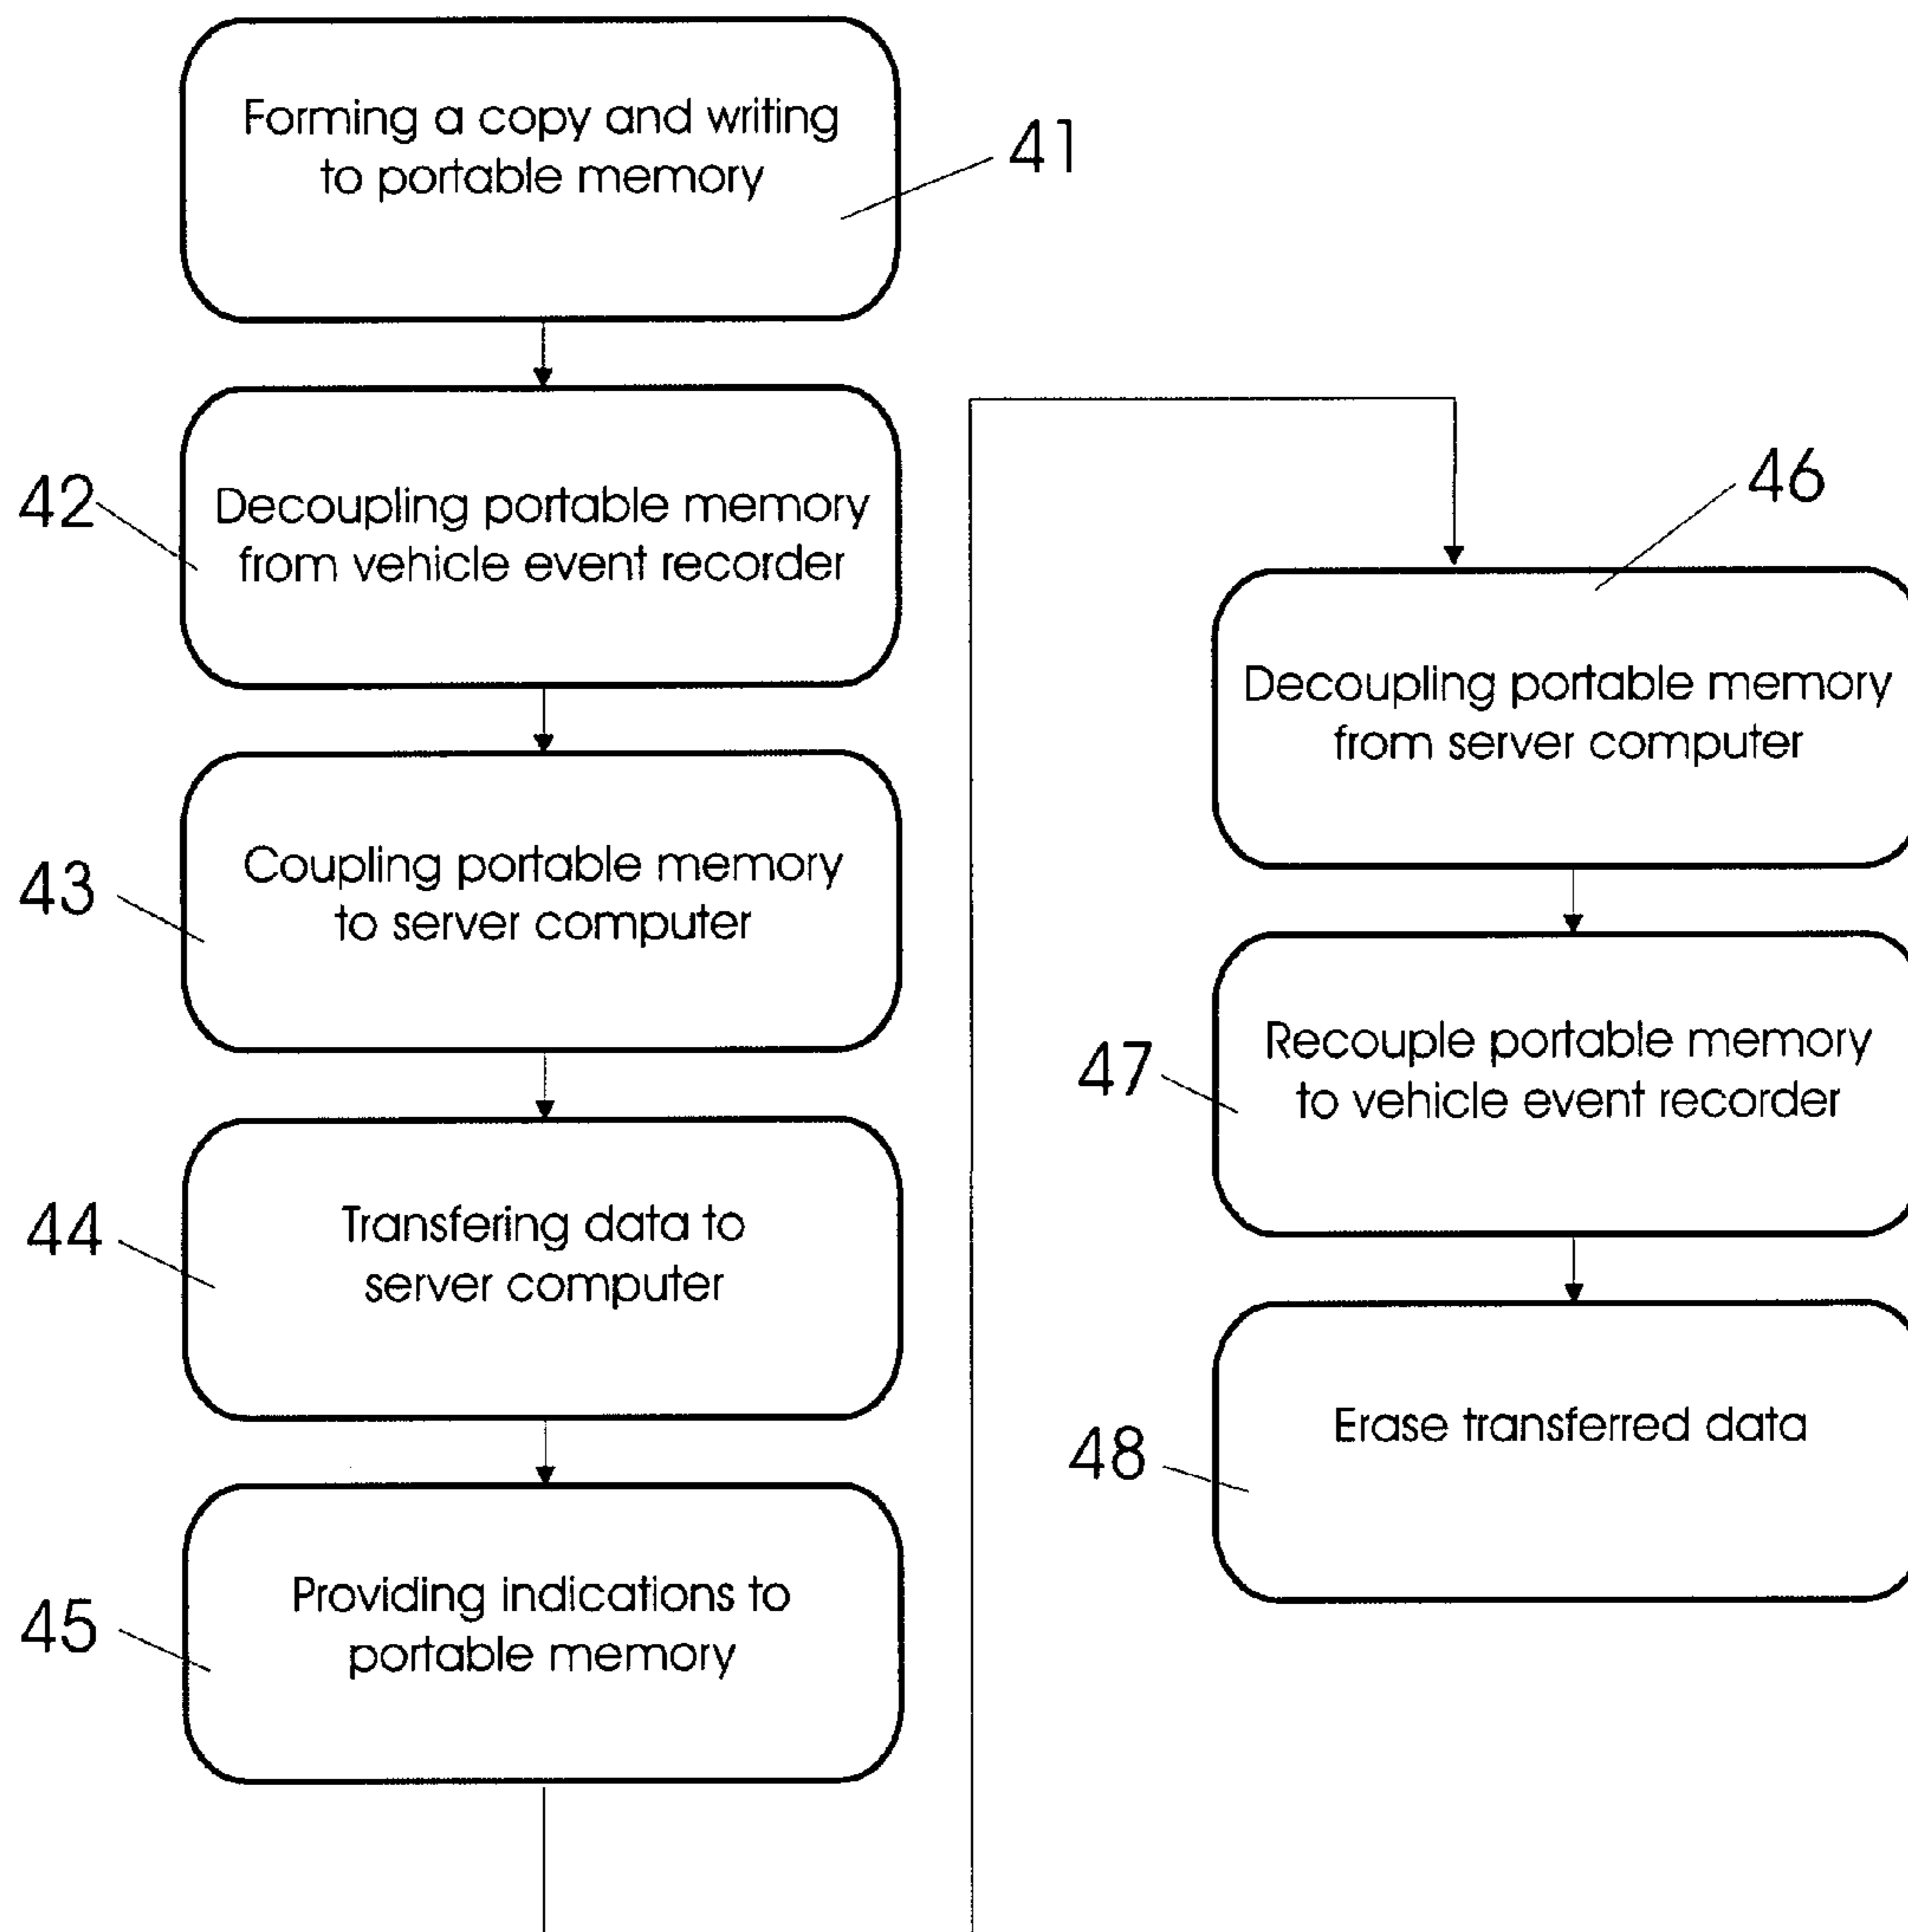 Forming a copy and writing
to portable memory
41
Decoupling portable memory
from vehicle event recorder
42
Coupling portable memory
to server computer
43
Transfering data to
server computer
44
Providing indications to
portable memory
45
46
Decoupling portable memory
from server computer
Recouple portable memory
to vehicle event recorder
47
Erase transferred data
48